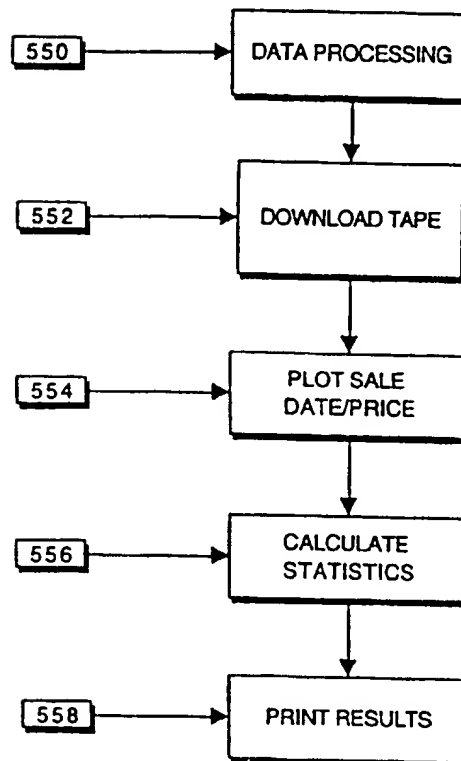 550
DATA PROCESSING
552
DOWNLOAD TAPE
554
PLOT SALE
DATE/PRICE
556
CALCULATE
STATISTICS
558
PRINT RESULTS